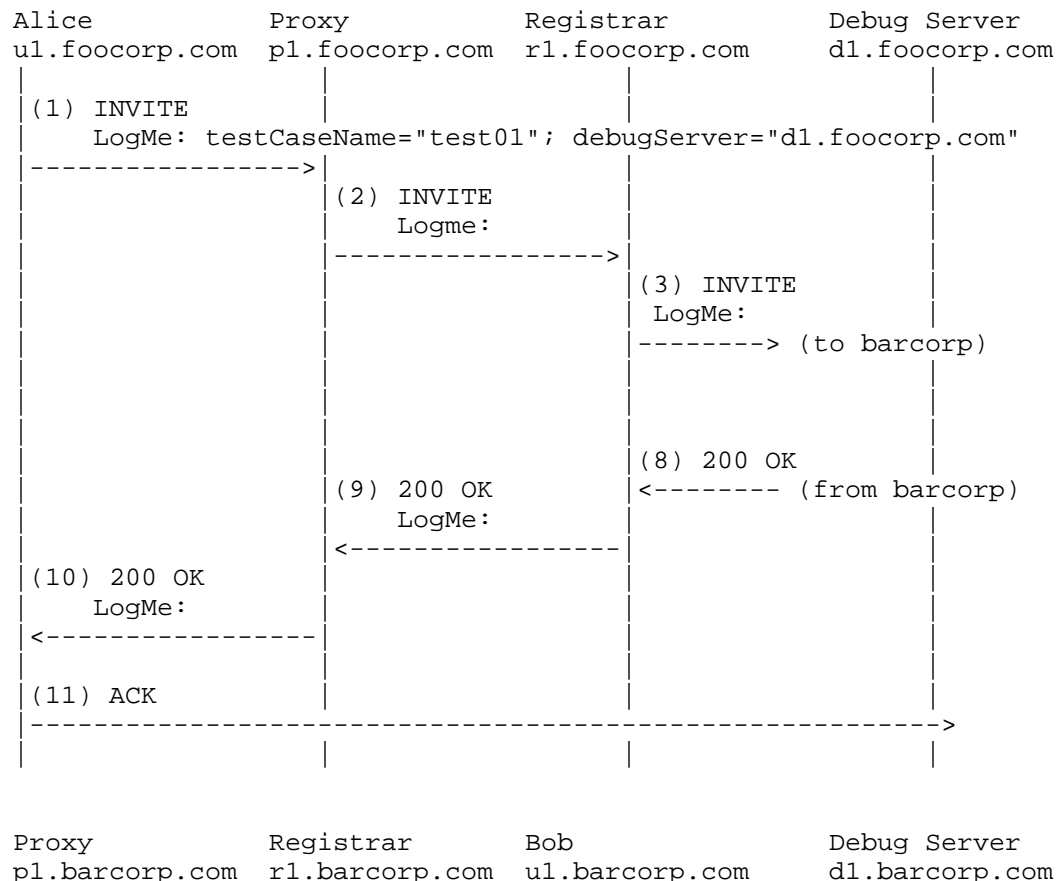 Alice Proxy Registrar Debug Server
u1.foocorp.com p1.foocorp.com r1.foocorp.com d1.foocorp.com
(1) INVITE
LogMe: testCaseName="test01"; debugServer="d1.foocorp.com"
(2) INVITE
Logme:
(3) INVITE
LogMe:
(to barcorp)
(8) 200 OK
(9) 200 OK (from barcorp)
LogMe:
(10) 200 OK
LogMe:
(11) ACK
Proxy Registrar Bob Debug Server
p1.barcorp.com r1.barcorp.com u1.barcorp.com d1.barcorp.com